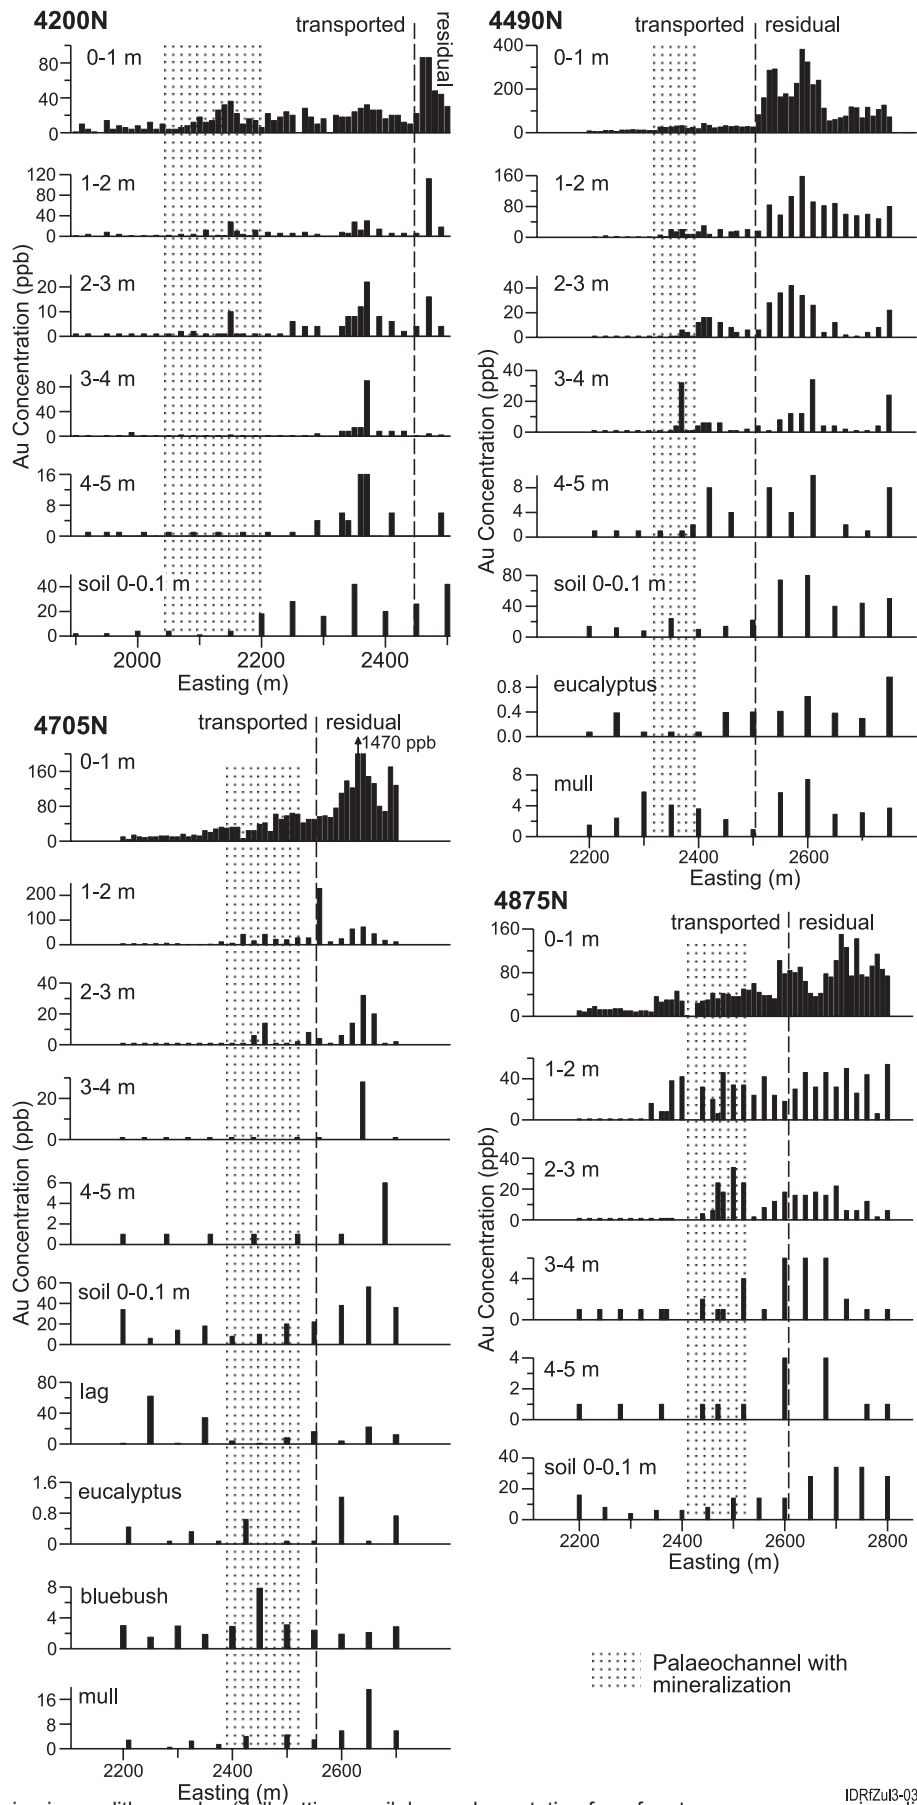 4200N
transported
residual
0-1 m
80
40
0
1-2 m
120
80
40
0
2-3 m
20
10
0
3-4 m
80
40
0
4-5 m
16
8
0
soil 0-0.1 m
40
20
0
Au Concentration (ppb)
2000
2200
2400
Easting (m)
4490N
transported
residual
0-1 m
400
200
0
1-2 m
160
80
0
2-3 m
40
20
0
3-4 m
40
20
0
4-5 m
8
4
0
soil 0-0.1 m
80
40
0
eucalyptus
0.8
0.4
0.0
mull
8
4
0
Au Concentration (ppb)
2200
2400
2600
Easting (m)
4705N
transported
residual
1470 ppb
0-1 m
160
80
0
1-2 m
200
100
0
2-3 m
40
20
0
3-4 m
20
0
4-5 m
6
4
2
0
soil 0-0.1 m
60
40
20
0
lag
80
40
0
eucalyptus
1.6
0.8
0
bluebush
8
4
0
mull
16
8
0
Au Concentration (ppb)
2200
2400
2600
Easting (m)
4875N
transported
residual
0-1 m
160
80
0
1-2 m
40
0
2-3 m
40
20
0
3-4 m
4
0
4-5 m
4
2
0
soil 0-0.1 m
40
20
0
Au Concentration (ppb)
2200
2400
2600
2800
Easting (m)
Palaeochannel with
mineralization
IDRfZul3-03